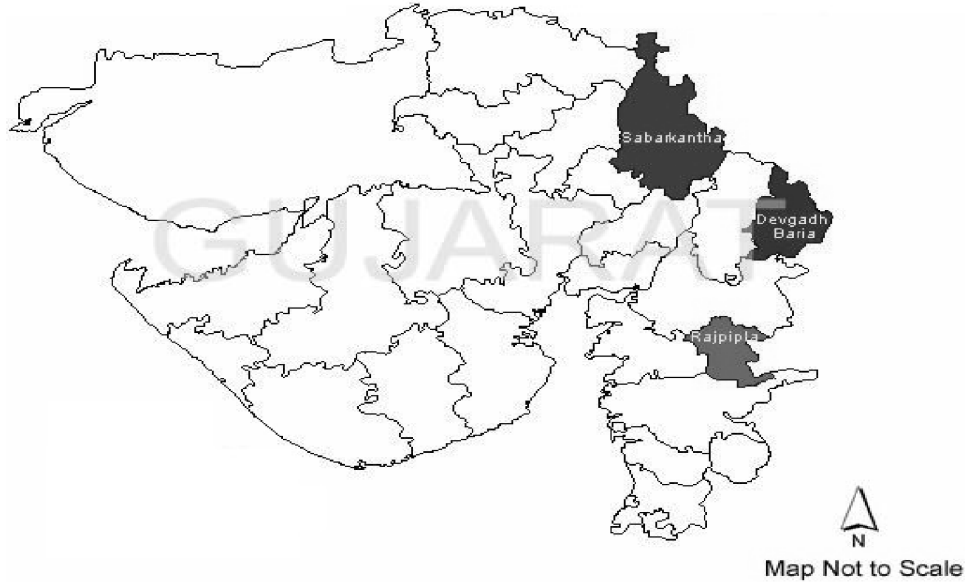 Sabarkantha
GUJARAT
Devgadh
Baria
Rajpipla
N
Map Not to Scale